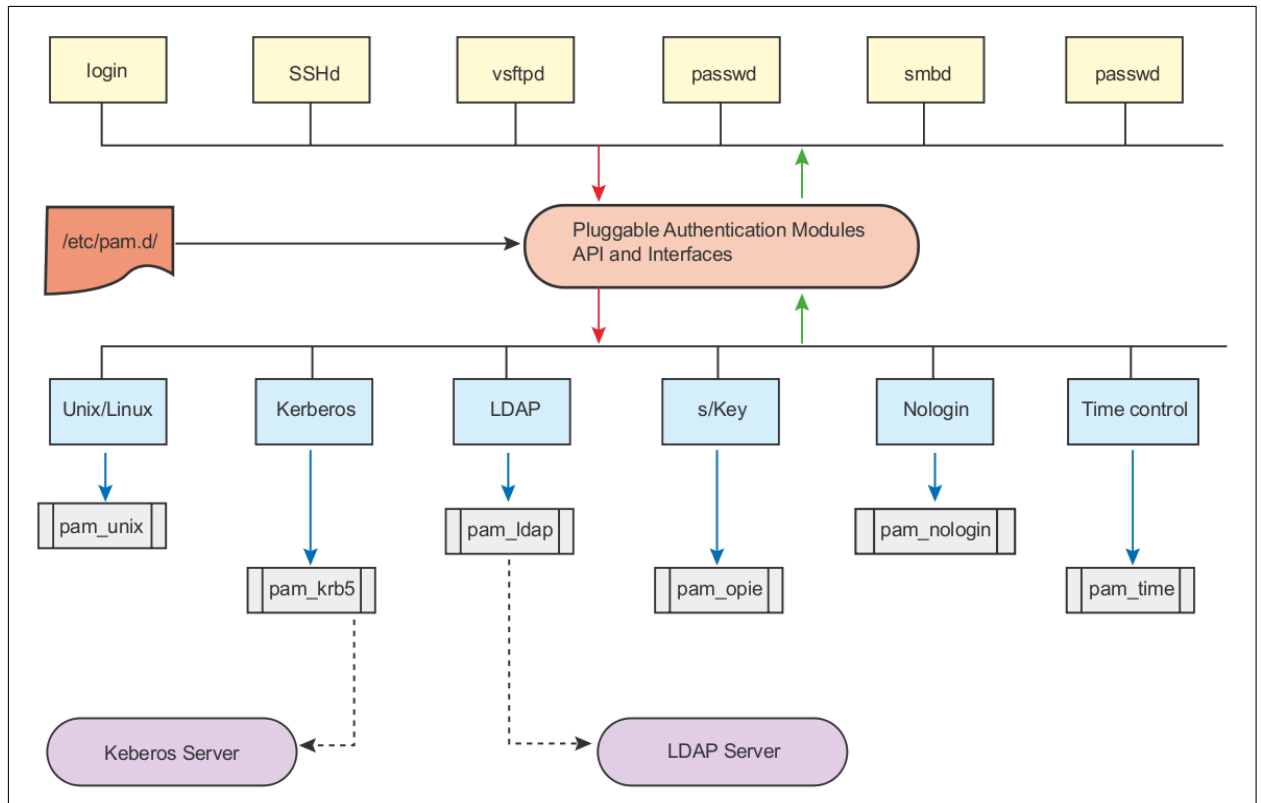 login
SSHd
vsftpd
passwd
smbd
passwd
/etc/pam.d/
Pluggable Authentication Modules
API and Interfaces
Unix/Linux
Kerberos
LDAP
s/Key
Nologin
Time control
pam_unix
pam_krb5
pam_ldap
pam_opie
pam_nologin
pam_time
Keberos Server
LDAP Server